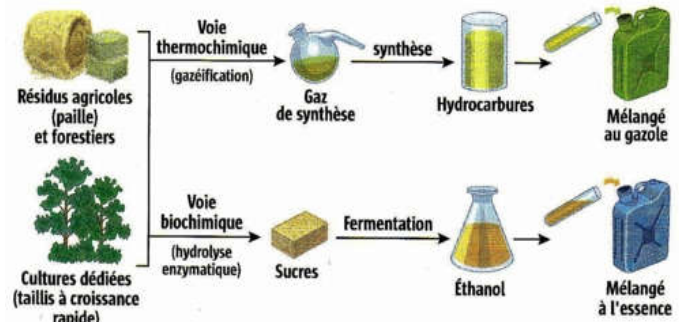 Résidus agricoles
(paille)
et forestiers
Cultures dédiées
(taillis à croissance
rapide)
Voie
thermochimique
(gazéification)
Gaz
de synthèse
synthèse
Hydrocarbures
Mélangé
au gazole
Voie
biochimique
(hydrolyse
enzymatique)
Sucres
Fermentation
Éthanol
Mélangé
à l'essence